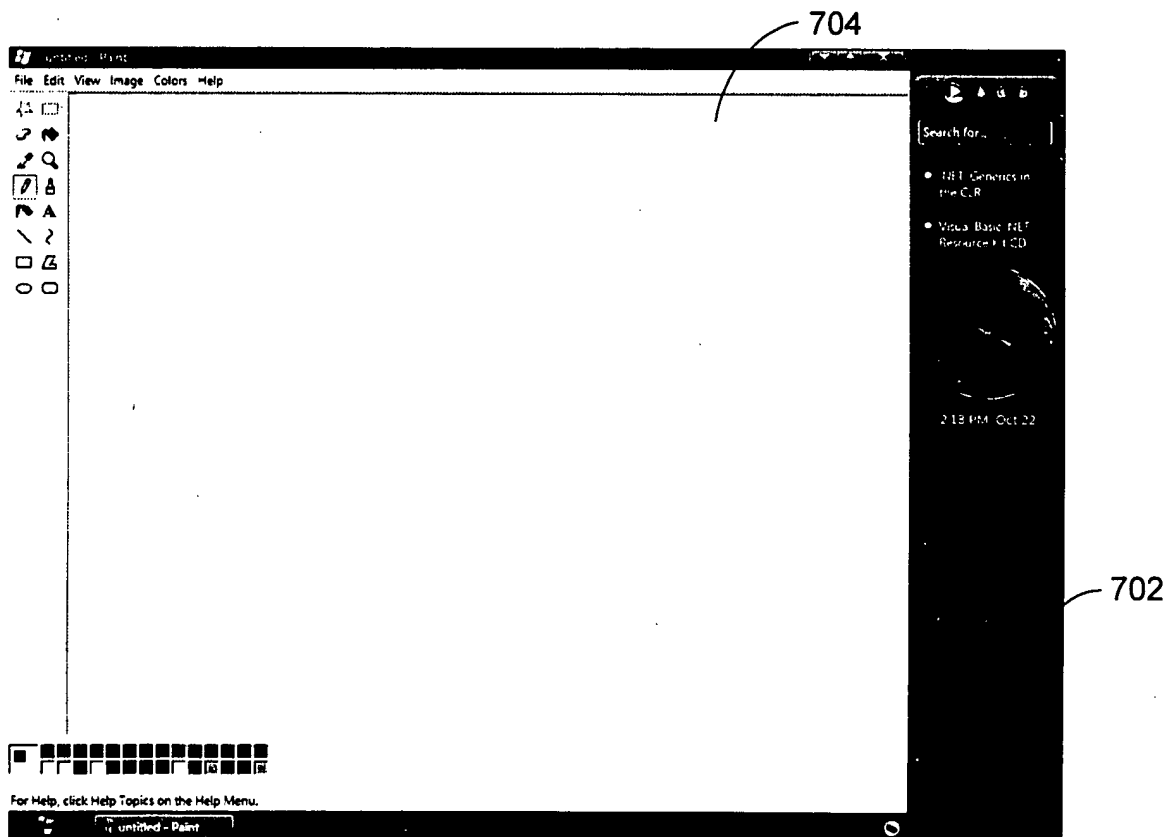 704
untitled - Paint
File Edit View Image Colors Help
Search for...
.NET Generics in
the CLR
Visual Basic .NET
Resource Kit CD
2:13 PM Oct 22
702
For Help, click Help Topics on the Help Menu.
untitled - Paint